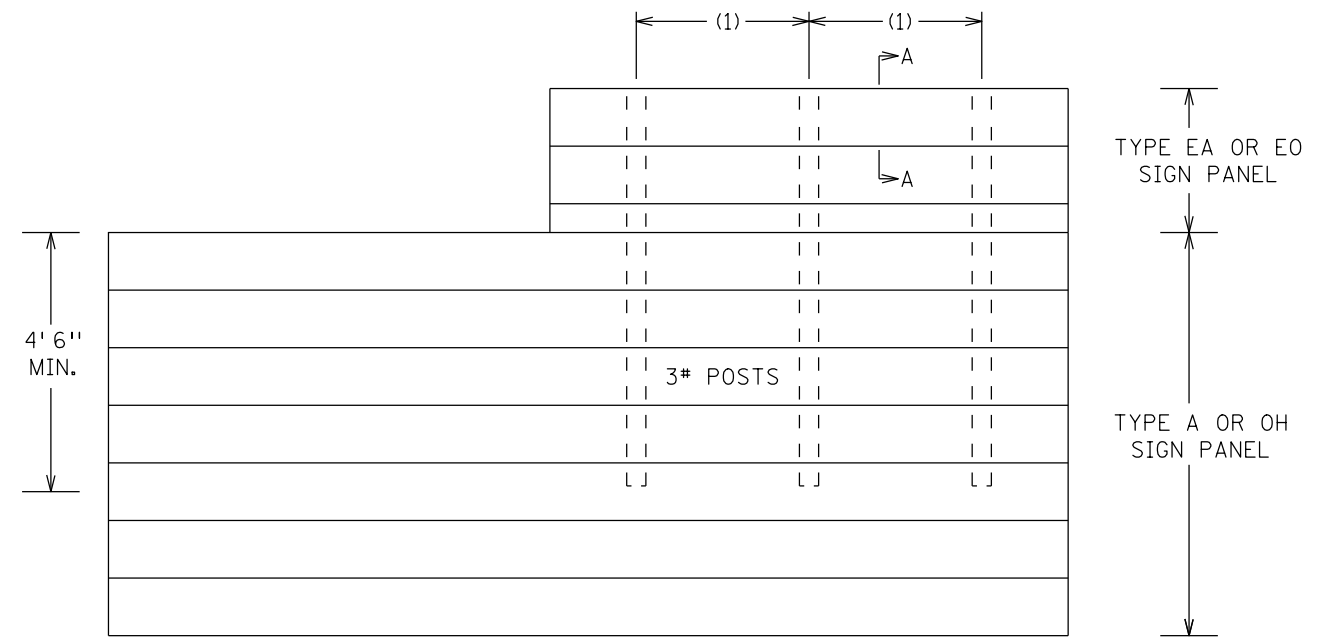 (1) (1)
A
TYPE EA OR EO
SIGN PANEL
A
4'6"
MIN.
3# POSTS
TYPE A OR OH
SIGN PANEL